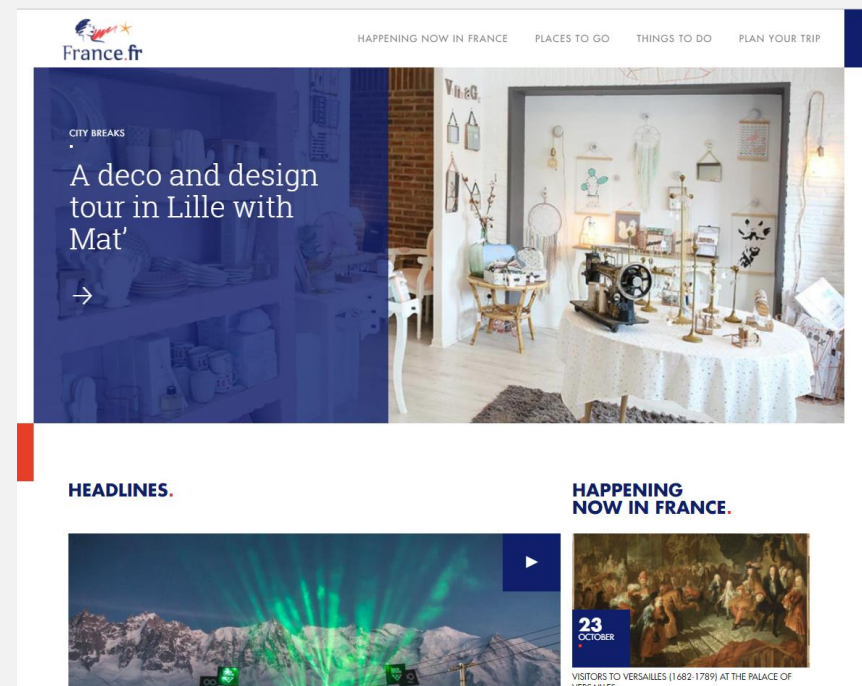 France.fr
HAPPENING NOW IN FRANCE
PLACES TO GO
THINGS TO DO
PLAN YOUR TRIP
CITY BREAKS
A deco and design
tour in Lille with
Mat'
HEADLINES.
HAPPENING
NOW IN FRANCE.
23
OCTOBER
VISITORS TO VERSAILLES (1682-1789) AT THE PALACE OF
VERSAILLES